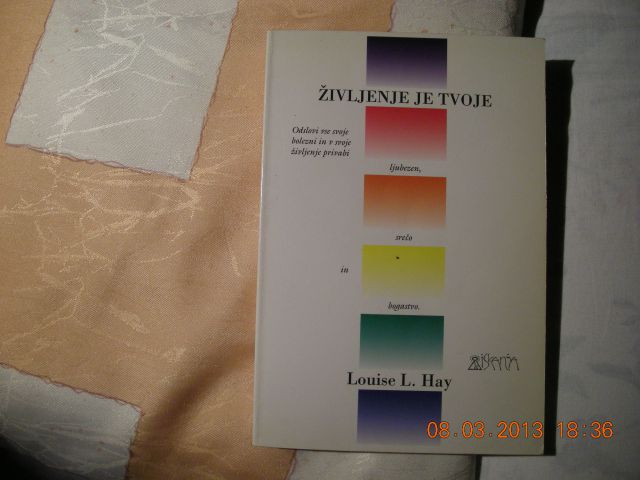 ŽIVLJENJE JE TVOJE
Odslovi vse svoje
bolezni in v svoje
življenje privabi
ljubezen,
srečo
in
bogastvo.
Louise L. Hay
08.03.2013 18:36